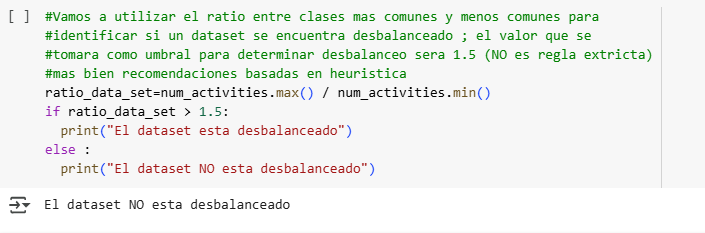 [ ] #Vamos a utilizar el ratio entre clases mas comunes y menos comunes para
#identificar si un dataset se encuentra desbalanceado ; el valor que se
#tomara como umbral para determinar desbalanceo sera 1.5 (NO es regla extricta)
#mas bien recomendaciones basadas en heuristica
ratio_data_set=num_activities.max() / num_activities.min()
if ratio_data_set > 1.5:
  print("El dataset esta desbalanceado")
else :
  print("El dataset NO esta desbalanceado")
El dataset NO esta desbalanceado